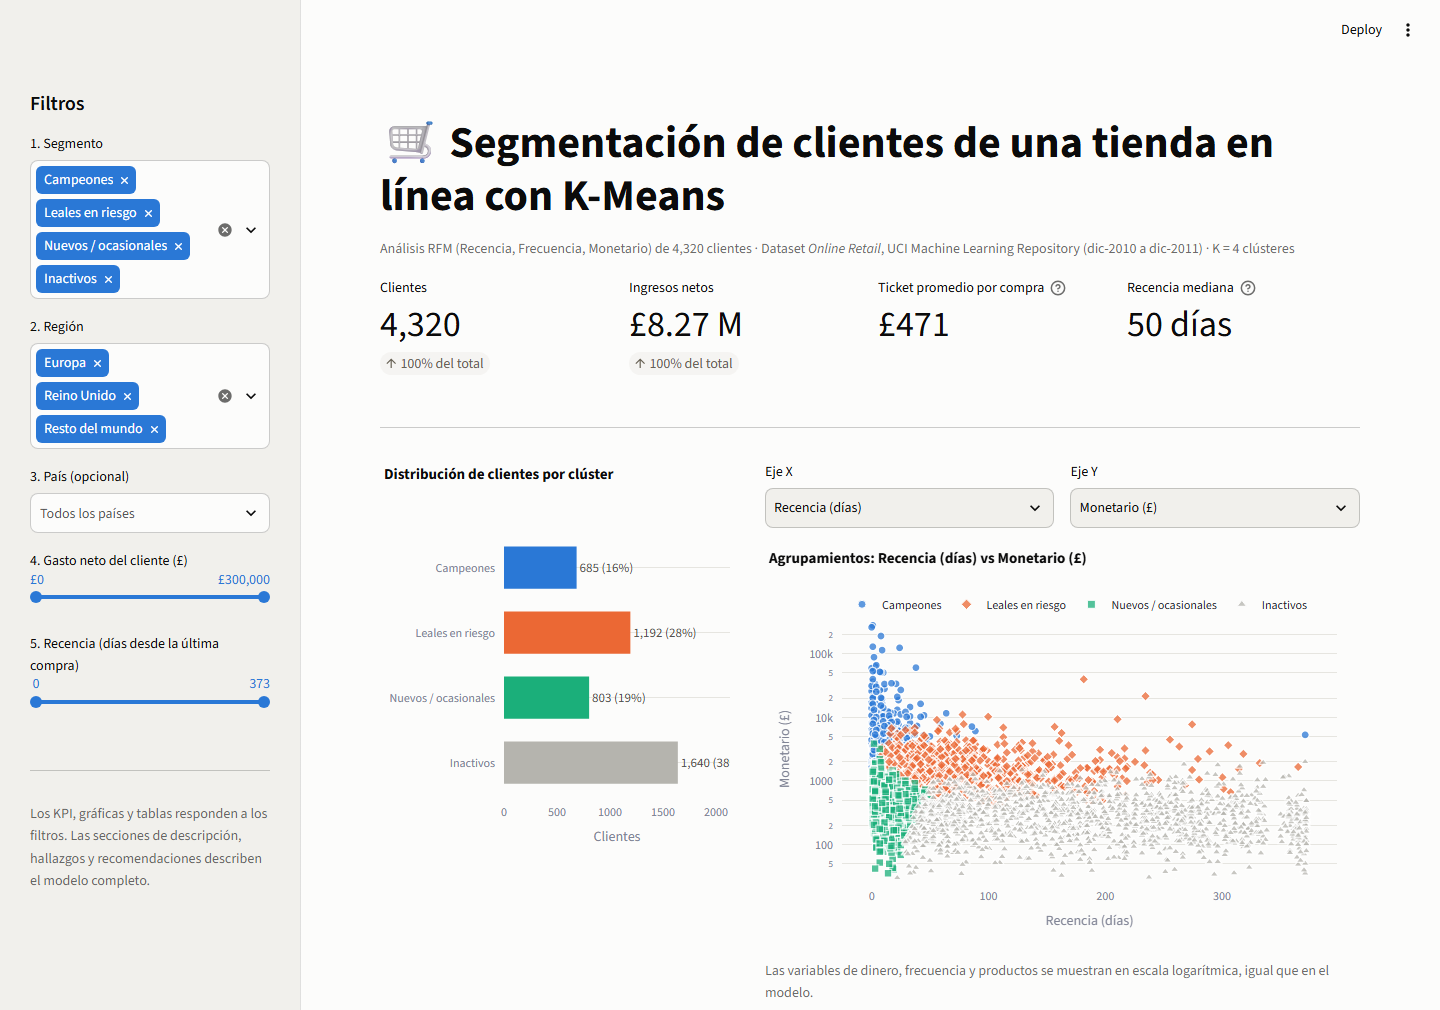 Deploy
Filtros
1. Segmento
Campeones ×
Leales en riesgo ×
Nuevos / ocasionales ×
Inactivos ×
2. Región
Europa ×
Reino Unido ×
Resto del mundo ×
3. País (opcional)
Todos los países
4. Gasto neto del cliente (£)
£0 £300,000
5. Recencia (días desde la última
compra)
0 373
Los KPI, gráficas y tablas responden a los
filtros. Las secciones de descripción,
hallazgos y recomendaciones describen
el modelo completo.
Segmentación de clientes de una tienda en
línea con K-Means
Análisis RFM (Recencia, Frecuencia, Monetario) de 4,320 clientes · Dataset Online Retail, UCI Machine Learning Repository (dic-2010 a dic-2011) · K = 4 clústeres
Clientes
4,320
↑ 100% del total
Ingresos netos
£8.27 M
↑ 100% del total
Ticket promedio por compra ?
£471
Recencia mediana ?
50 días
Distribución de clientes por clúster
Campeones 685 (16%)
Leales en riesgo 1,192 (28%)
Nuevos / ocasionales 803 (19%)
Inactivos 1,640 (38
0 500 1000 1500 2000
Clientes
Eje X
Recencia (días)
Eje Y
Monetario (£)
Agrupamientos: Recencia (días) vs Monetario (£)
Campeones Leales en riesgo Nuevos / ocasionales Inactivos
2
100k
5
2
10k
5
2
1000
5
2
100
5
Monetario (£)
0 100 200 300
Recencia (días)
Las variables de dinero, frecuencia y productos se muestran en escala logarítmica, igual que en el
modelo.